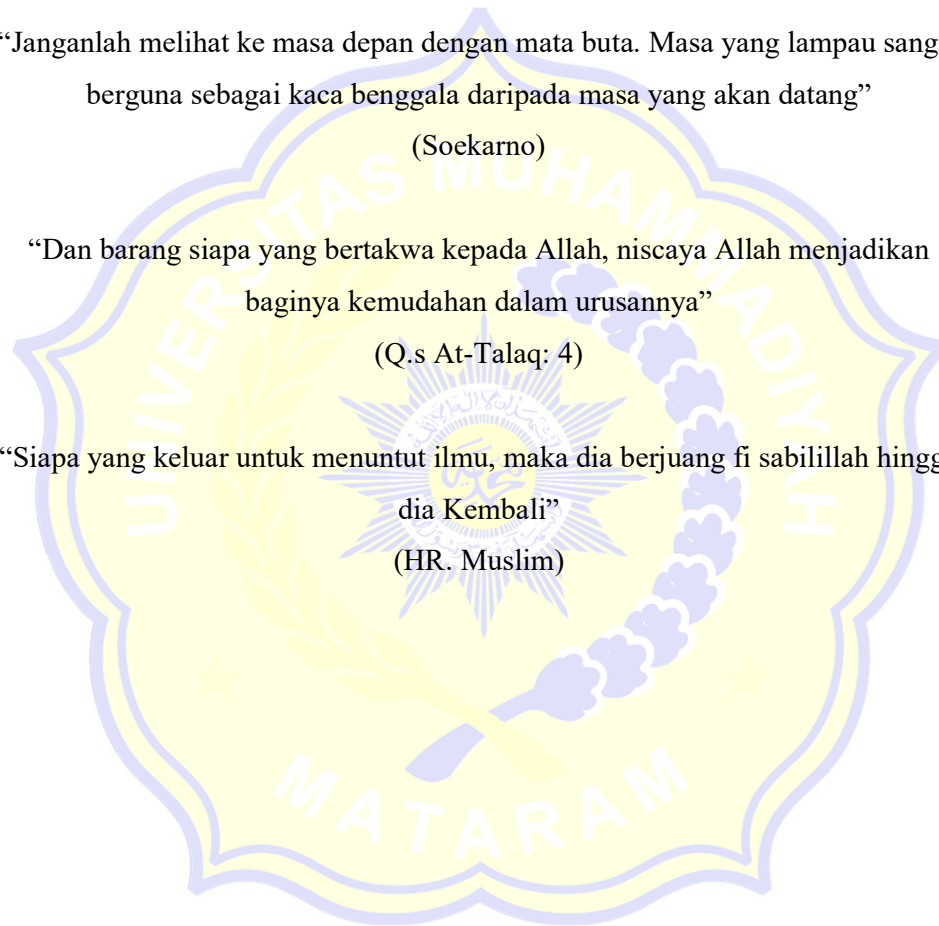 “Janganlah melihat ke masa depan dengan mata buta. Masa yang lampau sang
berguna sebagai kaca benggala daripada masa yang akan datang”
(Soekarno)
“Dan barang siapa yang bertakwa kepada Allah, niscaya Allah menjadikan
baginya kemudahan dalam urusannya”
(Q.s At-Talaq: 4)
“Siapa yang keluar untuk menuntut ilmu, maka dia berjuang fi sabilillah hingg
dia Kembali”
(HR. Muslim)
UNIVERSITAS MUHAMMADIYAH
MATARAM